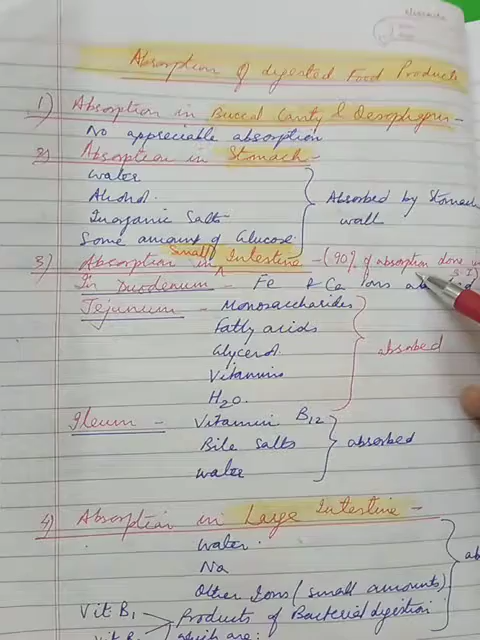 Absorption of digested Food Products
1) Absorption in Buccal Cavity & Oesophagus -
No appreciable absorption
2) Absorption in Stomach -
Water
Alcohol
Inorganic Salts
Some amount of Glucose
Absorbed by Stomach
wall
3) Absorption in Small Intestine - (90% of absorption done in S.I)
In Duodenum - Fe & Ca Ions
Jejunum - Monosaccharides
Fatty acids
Glycerol
Vitamins
H2O
absorbed
Ileum - Vitamin B12
Bile Salts
water
absorbed
4) Absorption in Large Intestine -
Water
Na
Other Ions (small amounts)
Vit B1
Products of Bacterial digestion
which are: